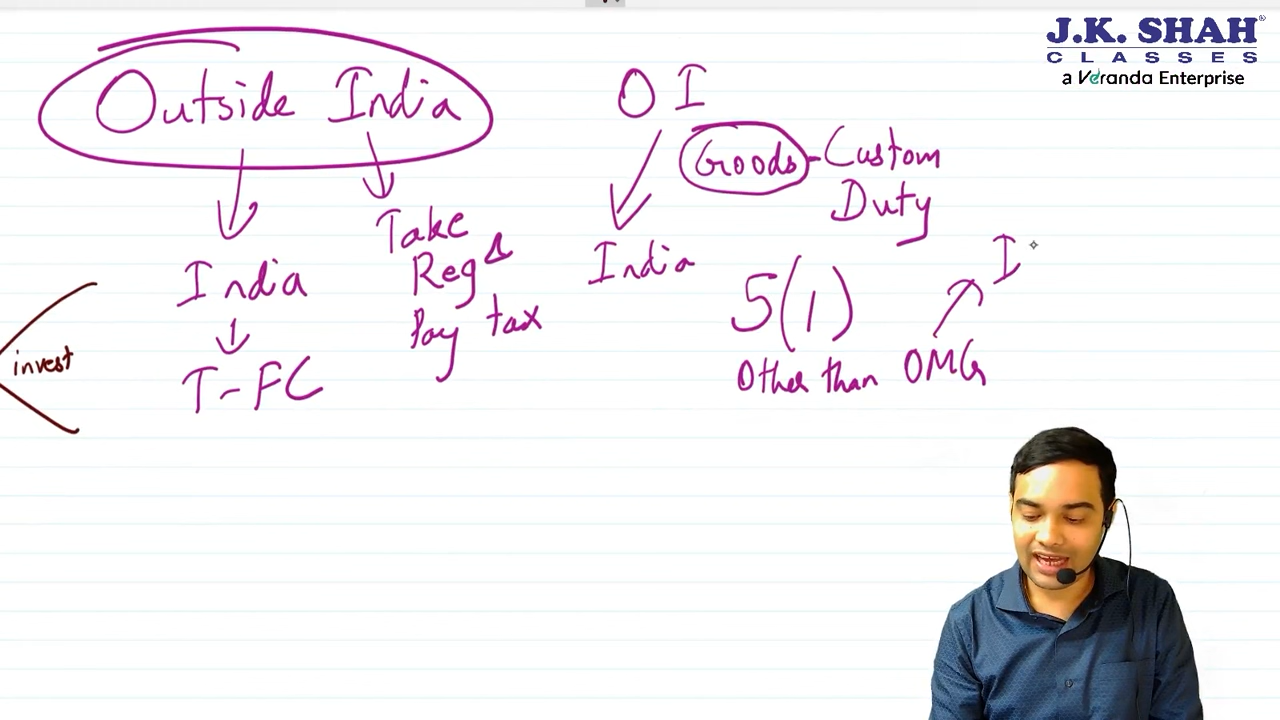 J.K. SHAH
CLASSES
a Veranda Enterprise
Outside India
India
T-FC
Take
Reg &
Pay tax
invest
O I
India
Goods - Custom
Duty
5(1)
Other than OMG
I